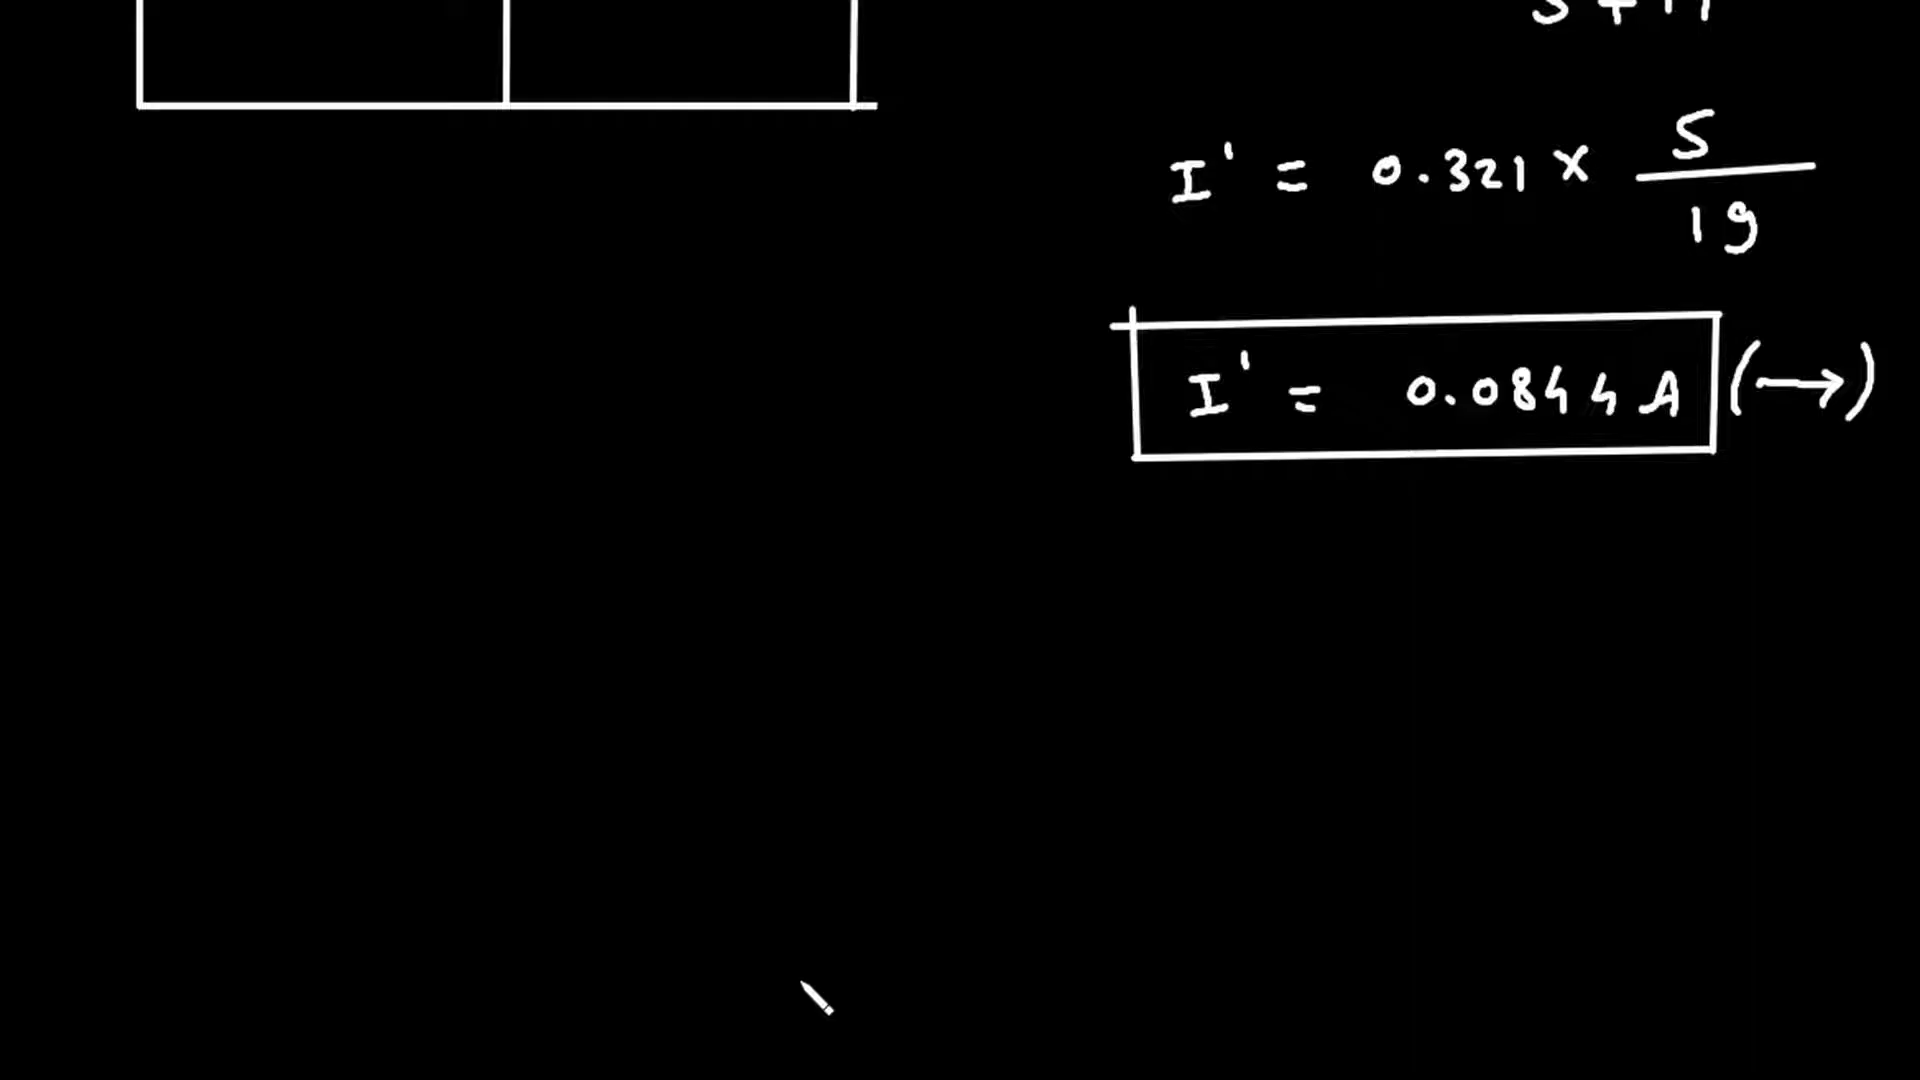 I' = 0.321 × 5/19
I' = 0.0844 A (→)